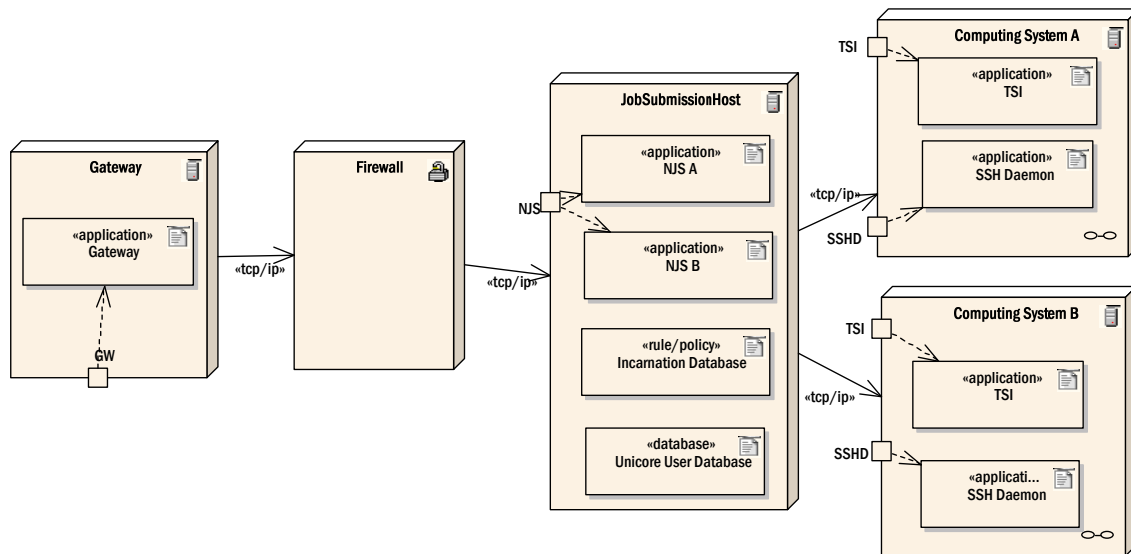 Gateway
«application»
Gateway
GW
«tcp/ip»
Firewall
«tcp/ip»
JobSubmissionHost
«application»
NJS A
NJS
«application»
NJS B
«rule/policy»
Incarnation Database
«database»
Unicore User Database
«tcp/ip»
«tcp/ip»
Computing System A
TSI
«application»
TSI
«application»
SSH Daemon
SSHD
Computing System B
TSI
«application»
TSI
SSHD
«applicati...
SSH Daemon